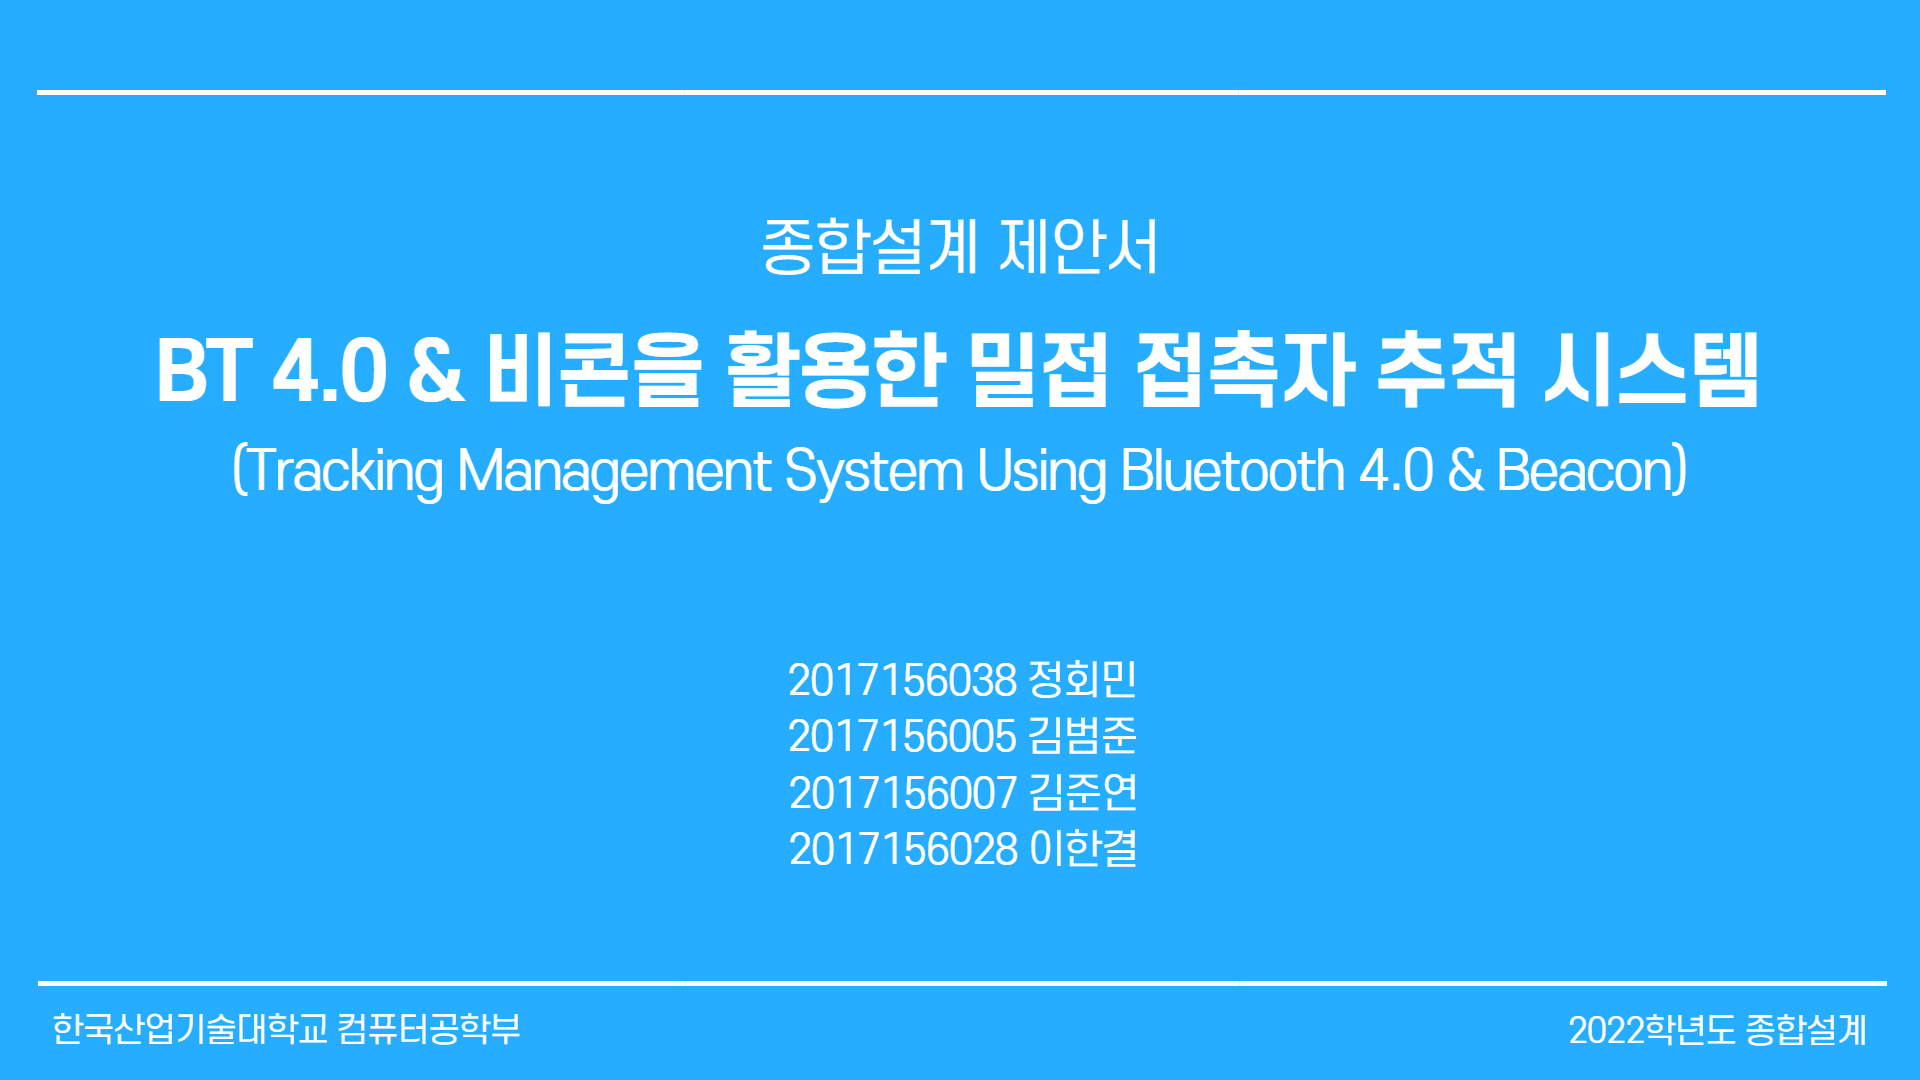 종합설계 제안서
BT 4.0 & 비콘을 활용한 밀접 접촉자 추적 시스템
(Tracking Management System Using Bluetooth 4.0 & Beacon)
2017156038 정회민
2017156005 김범준
2017156007 김준연
2017156028 이한결
한국산업기술대학교 컴퓨터공학부
2022학년도 종합설계